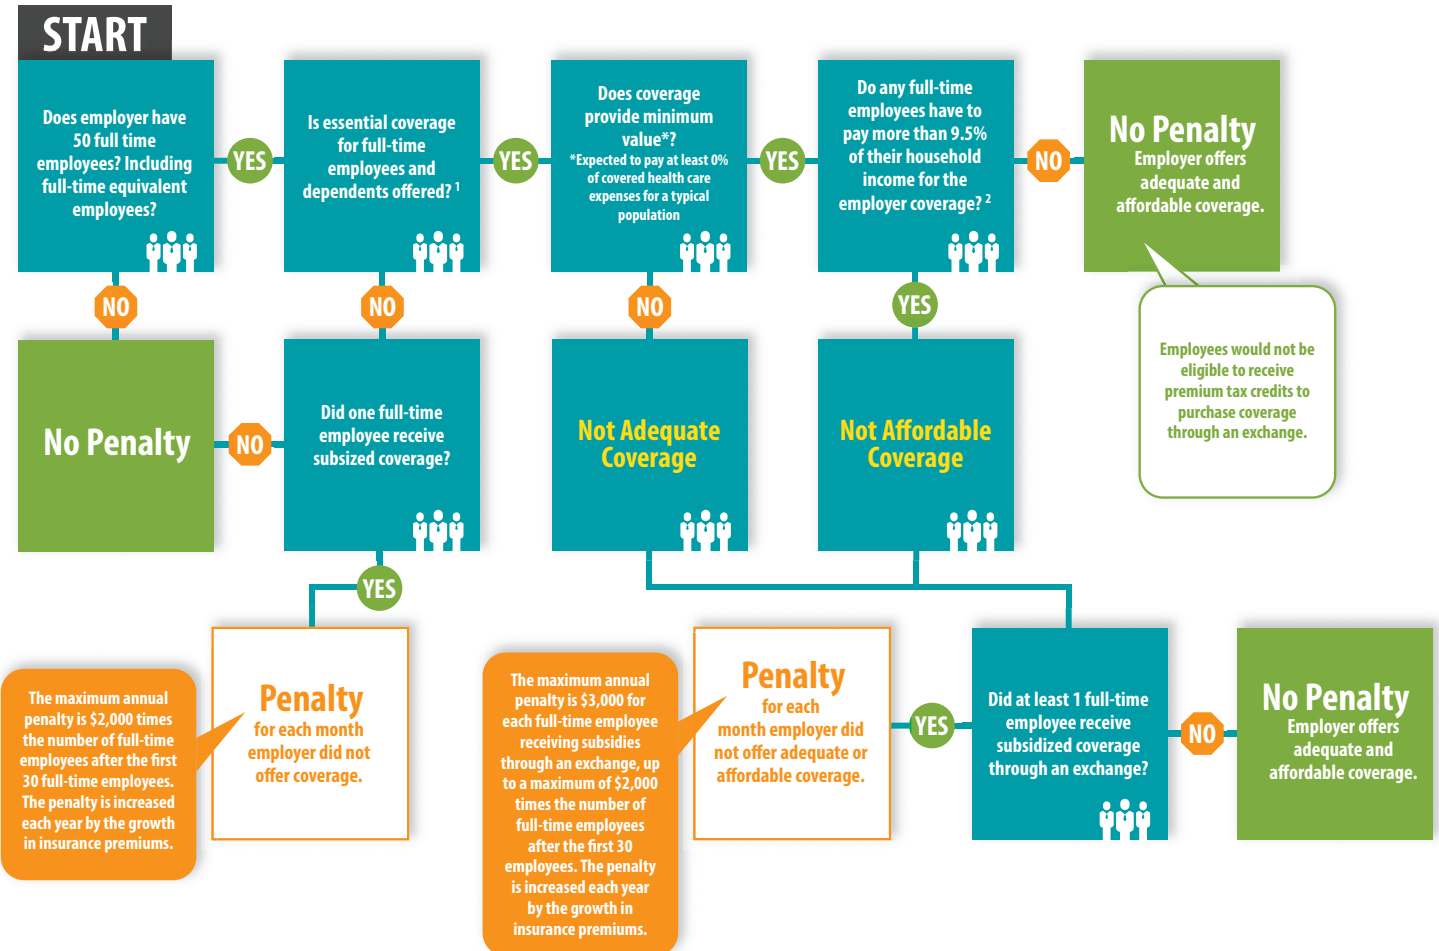 START
Does employer have
50 full time
employees? Including
full-time equivalent
employees?
YES
Is essential coverage
for full-time
employees and
dependents offered? 1
YES
Does coverage
provide minimum
value*?
*Expected to pay at least 0%
of covered health care
expenses for a typical
population
YES
Do any full-time
employees have to
pay more than 9.5%
of their household
income for the
employer coverage? 2
NO
No Penalty
Employer offers
adequate and
affordable coverage.
NO
NO
NO
YES
Employees would not be
eligible to receive
premium tax credits to
purchase coverage
through an exchange.
No Penalty
NO
Did one full-time
employee receive
subsized coverage?
Not Adequate
Coverage
Not Affordable
Coverage
YES
The maximum annual
penalty is $2,000 times
the number of full-time
employees after the first
30 full-time employees.
The penalty is increased
each year by the growth
in insurance premiums.
Penalty
for each month
employer did not
offer coverage.
The maximum annual
penalty is $3,000 for
each full-time employee
receiving subsidies
through an exchange, up
to a maximum of $2,000
times the number of
full-time employees
after the first 30
employees. The penalty
is increased each year
by the growth in
insurance premiums.
Penalty
for each
month employer did
not offer adequate or
affordable coverage.
YES
Did at least 1 full-time
employee receive
subsidized coverage
through an exchange?
NO
No Penalty
Employer offers
adequate and
affordable coverage.